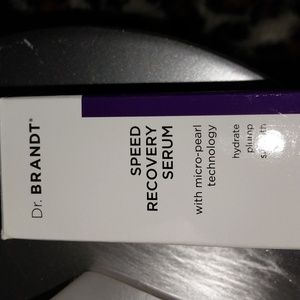 Dr. BRANDT®
SPEED
RECOVERY
SERUM
with micro-pearl
technology
hydrate
plump